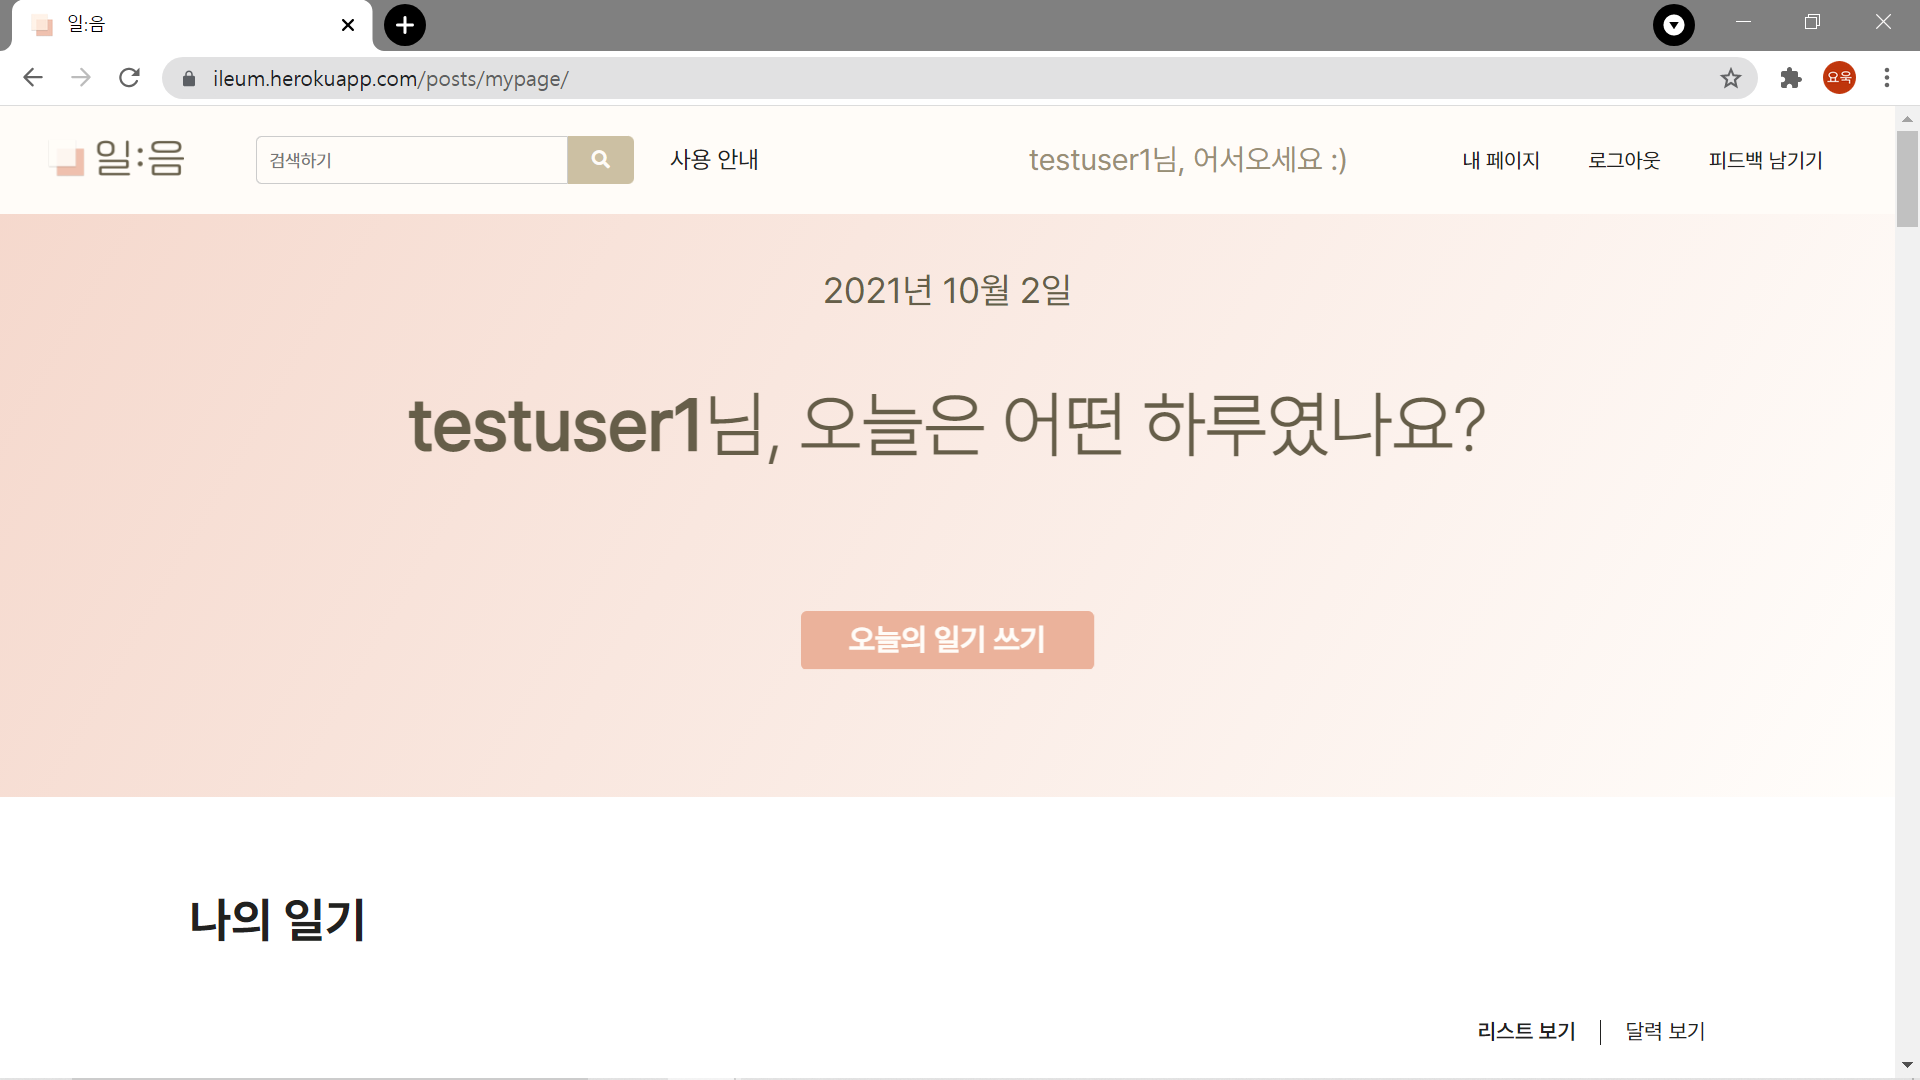 일:음
ileum.herokuapp.com/posts/mypage/
요욱
일:음
검색하기
사용 안내
testuser1님, 어서오세요 :)
내 페이지
로그아웃
피드백 남기기
2021년 10월 2일
testuser1님, 오늘은 어떤 하루였나요?
오늘의 일기 쓰기
나의 일기
리스트 보기
달력 보기